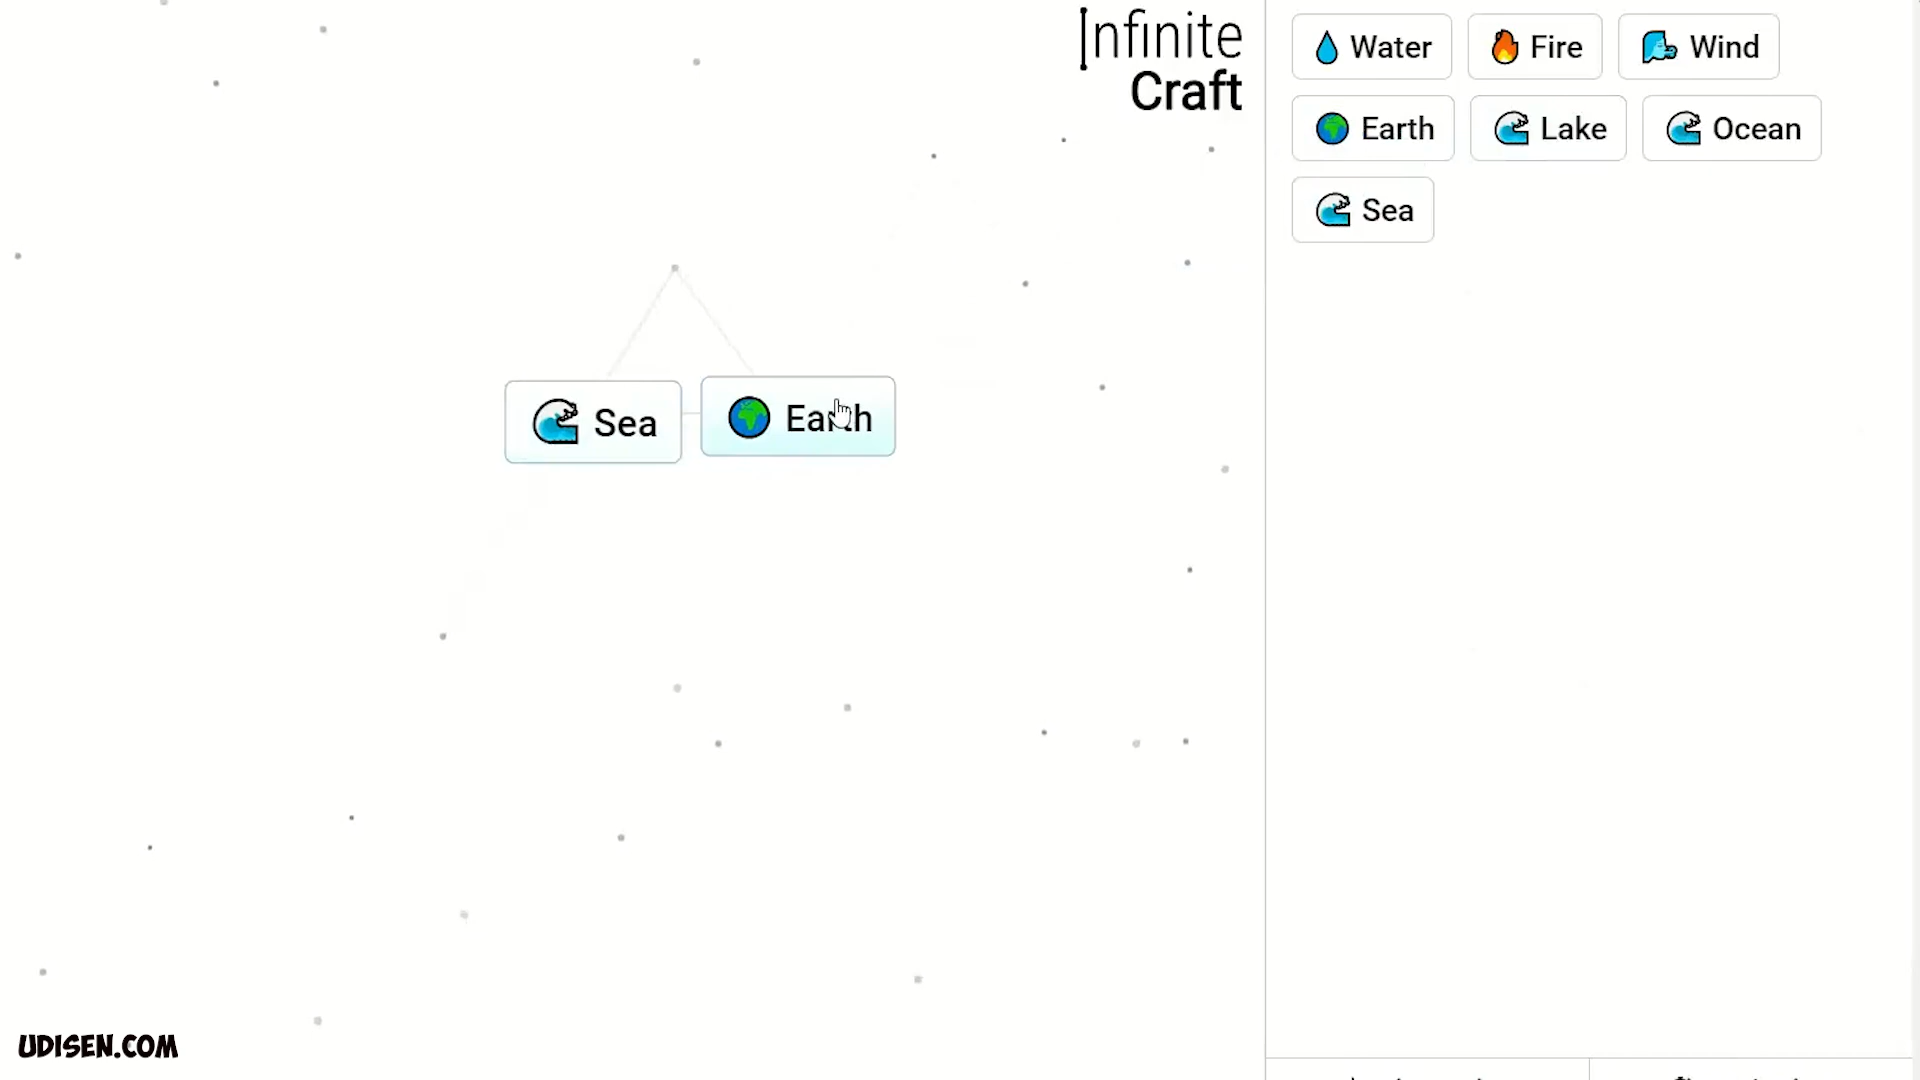 Infinite
Craft
Water
Fire
Wind
Earth
Lake
Ocean
Sea
Sea
Earth
UDISEN.COM